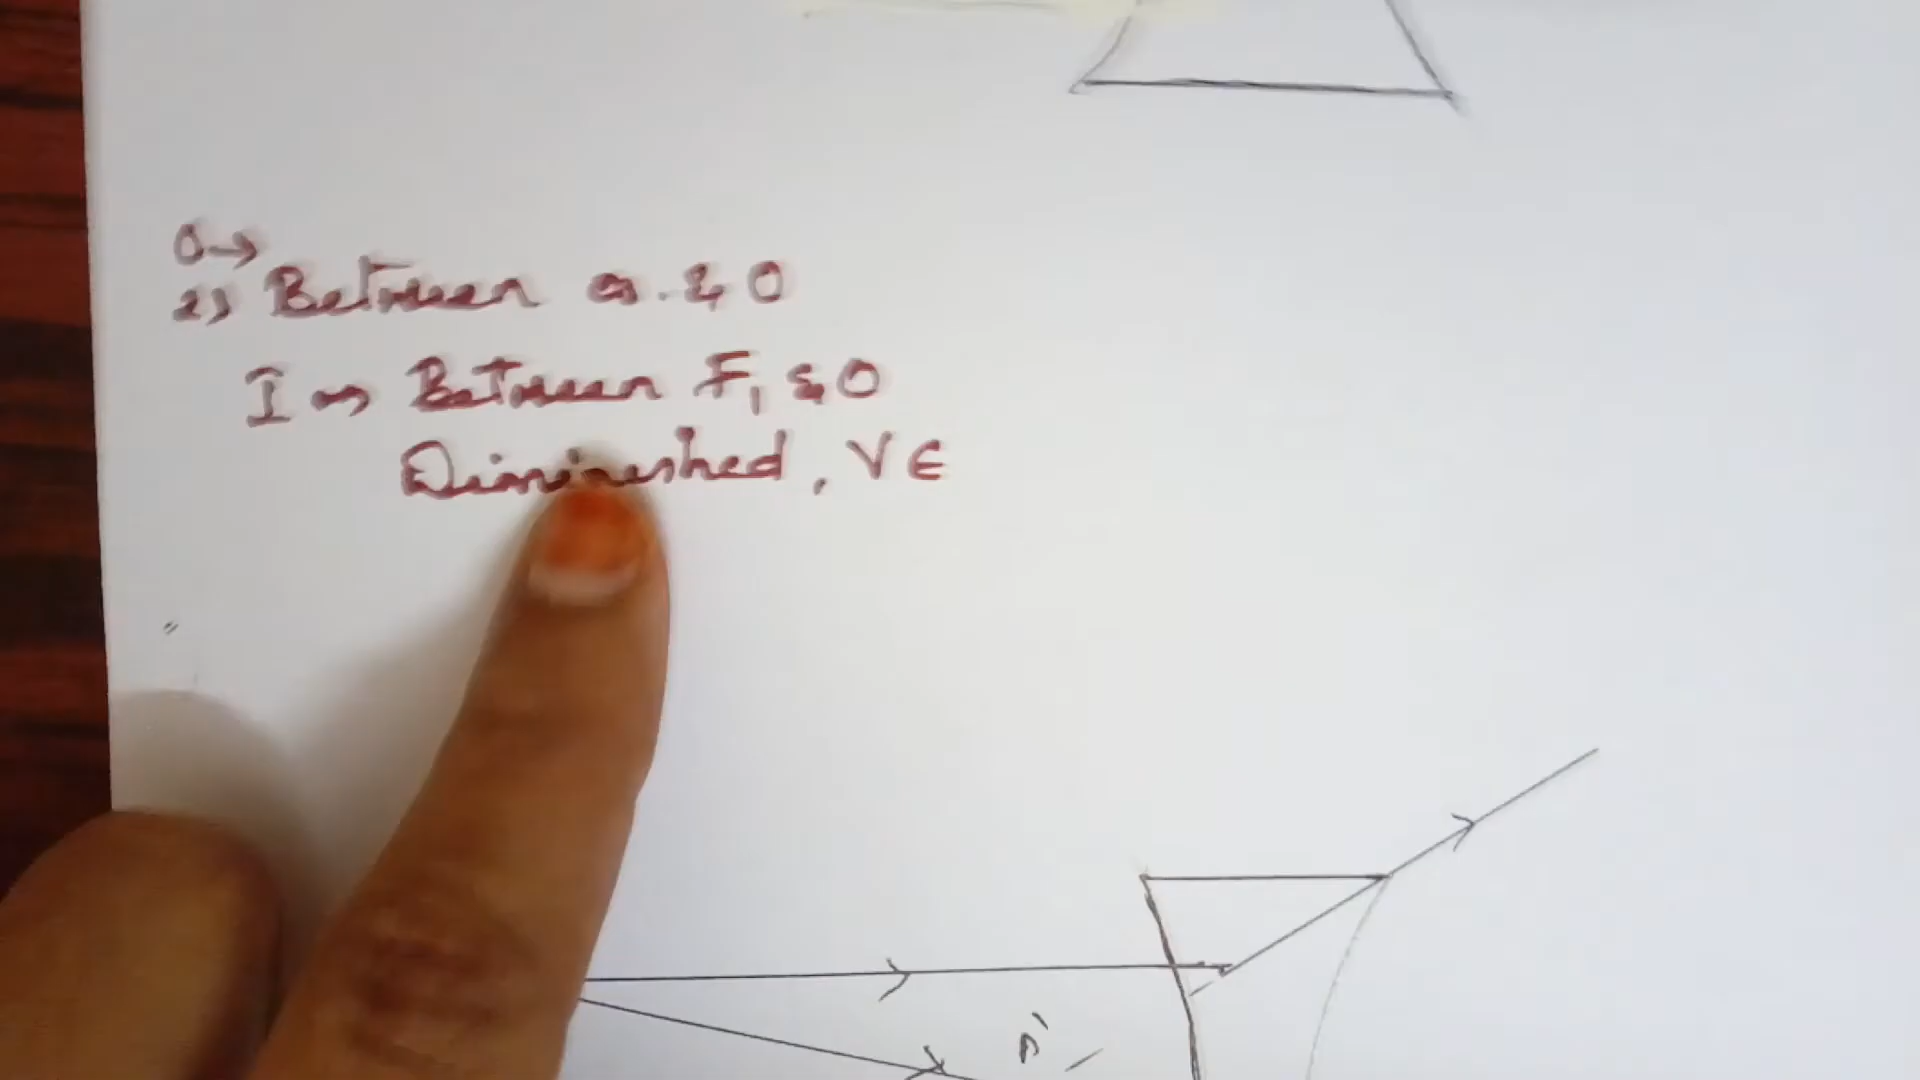 O→
2) Between ∞. & O
I → Between F₁ & O
Diminished, VE